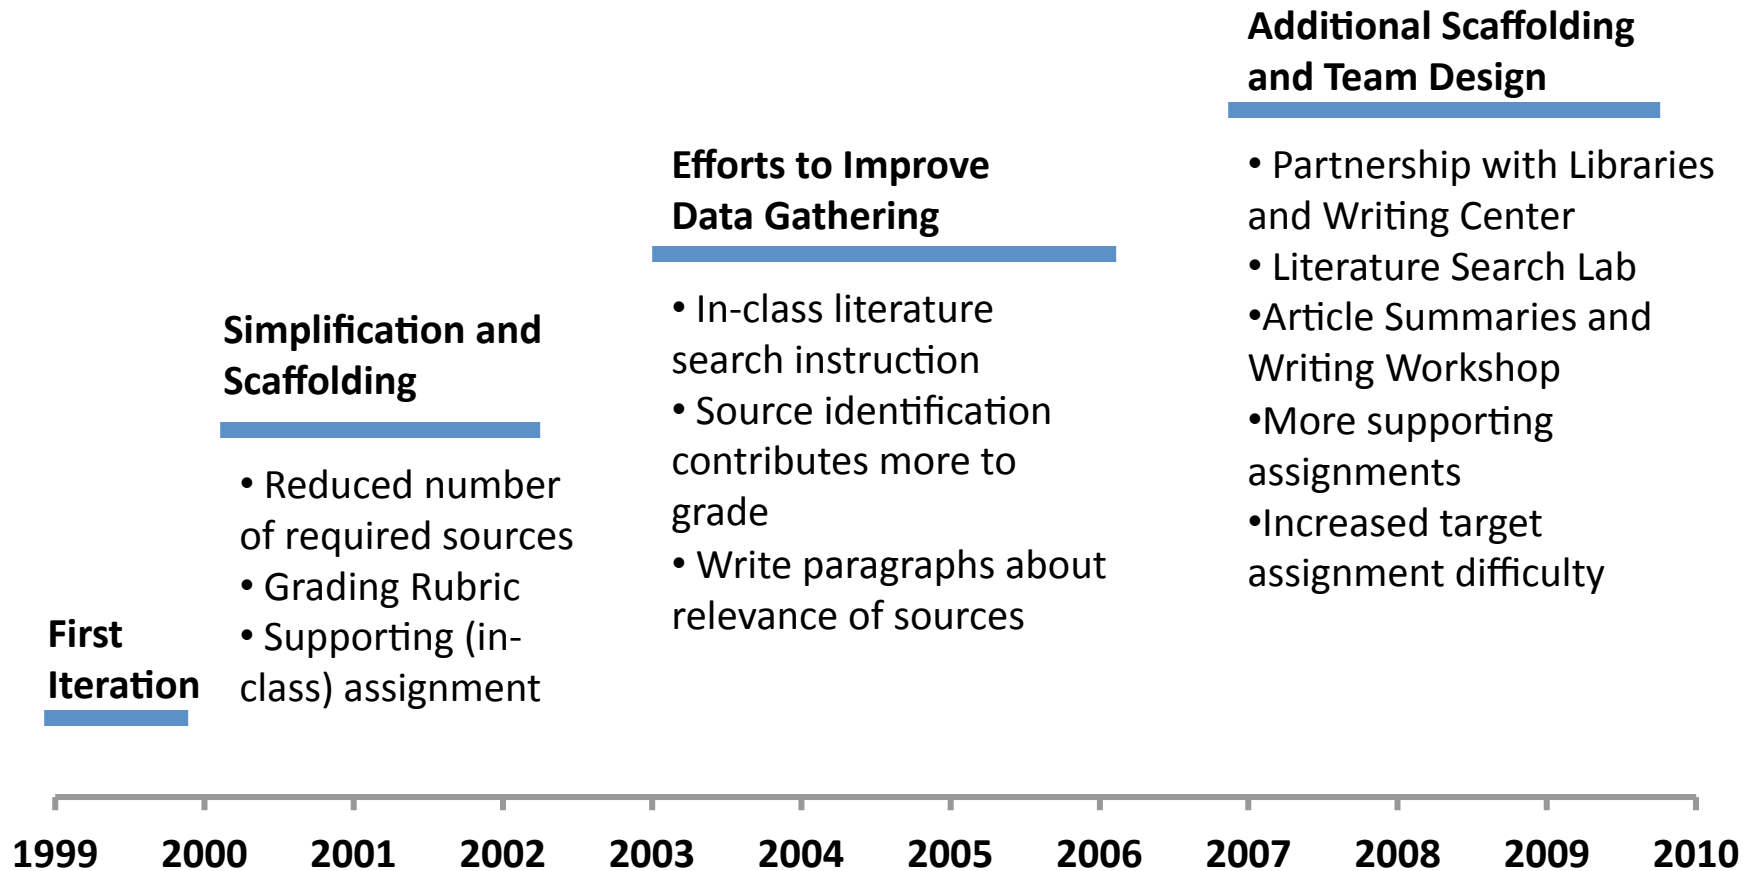 First
Iteration
Simplification and
Scaffolding
• Reduced number
of required sources
• Grading Rubric
• Supporting (in-
class) assignment
Efforts to Improve
Data Gathering
• In-class literature
search instruction
• Source identification
contributes more to
grade
• Write paragraphs about
relevance of sources
Additional Scaffolding
and Team Design
• Partnership with Libraries
and Writing Center
• Literature Search Lab
•Article Summaries and
Writing Workshop
•More supporting
assignments
•Increased target
assignment difficulty
1999 2000 2001 2002 2003 2004 2005 2006 2007 2008 2009 2010